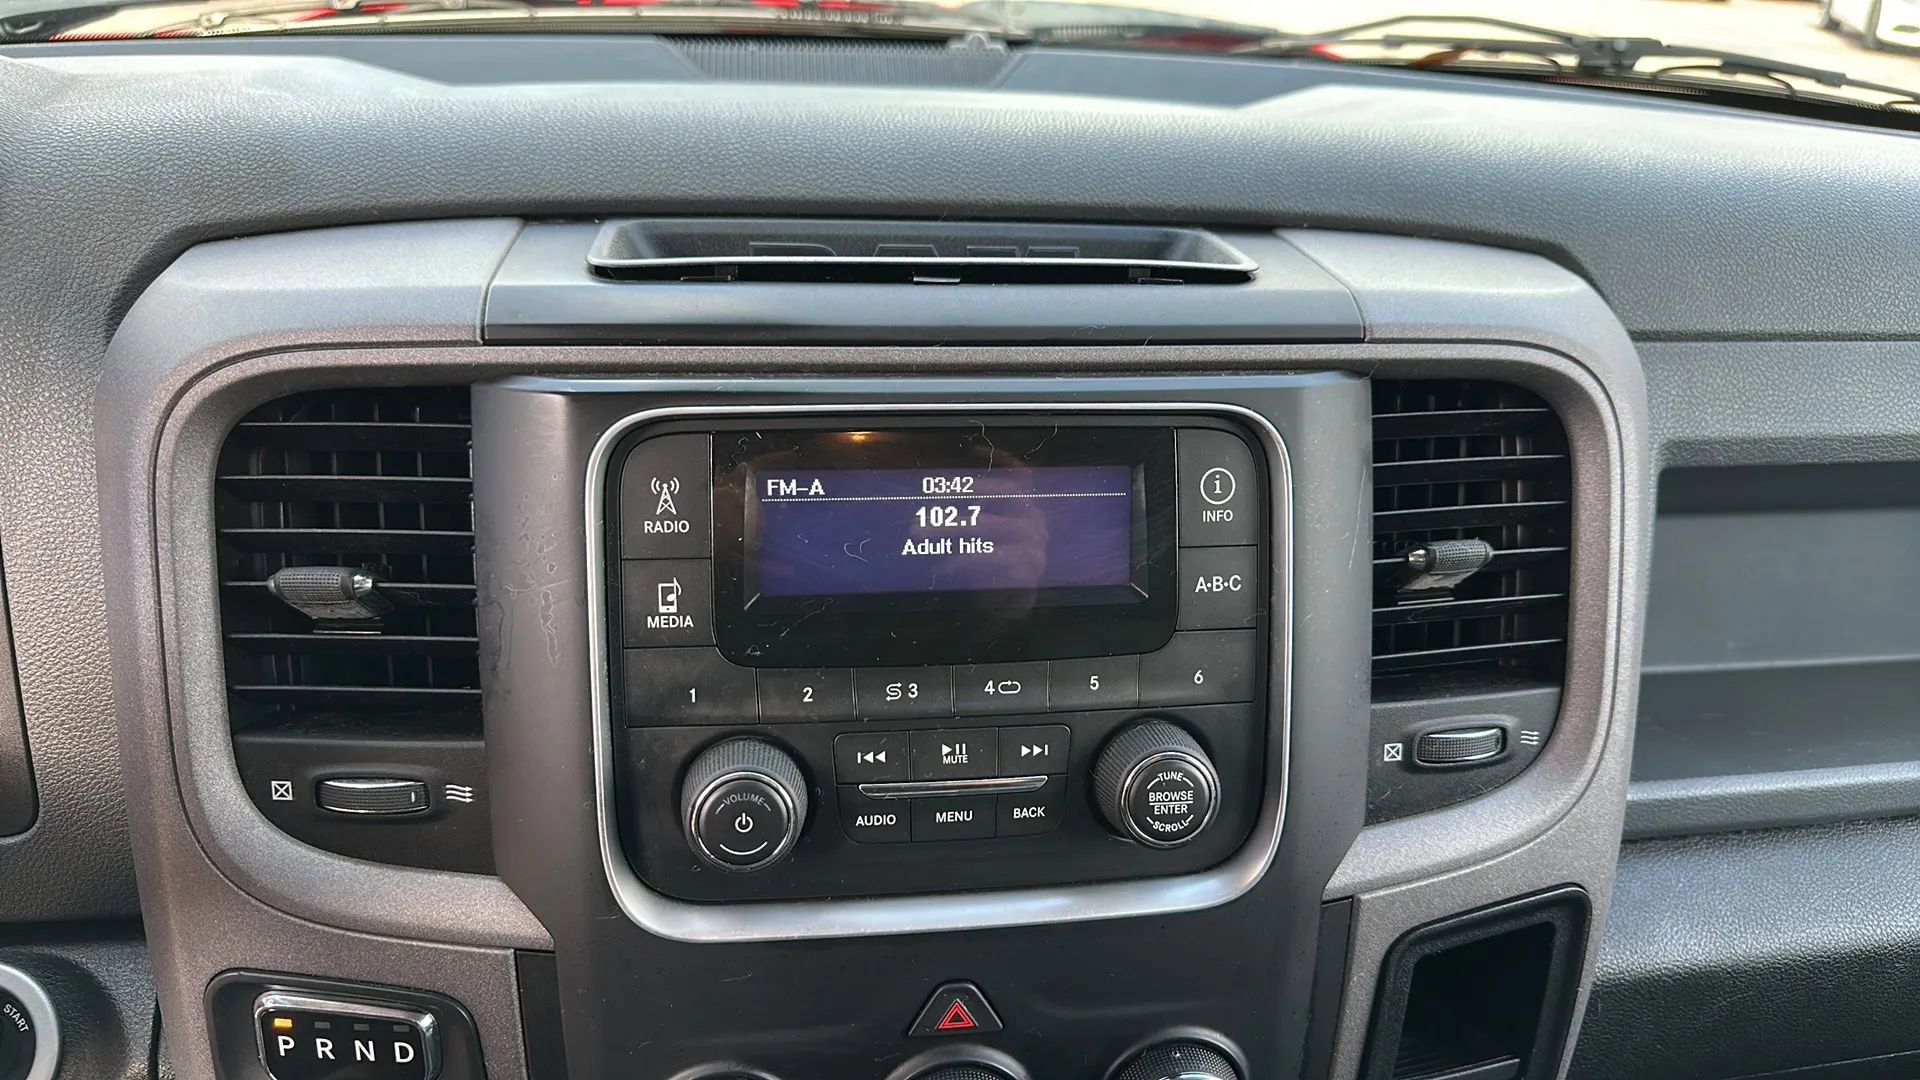 RAM
FM-A 03:42
102.7
Adult hits
RADIO
MEDIA
INFO
A•B•C
1 2 3 4 5 6
MUTE
VOLUME
AUDIO MENU BACK
TUNE
BROWSE
ENTER
SCROLL
START
P R N D